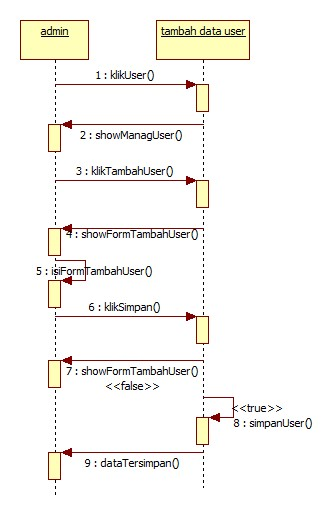 admin
tambah data user
1 : klikUser()
2 : showManagUser()
3 : klikTambahUser()
4 : showFormTambahUser()
5 : isiFormTambahUser()
6 : klikSimpan()
7 : showFormTambahUser()
<<false>>
<<true>>
8 : simpanUser()
9 : dataTersimpan()